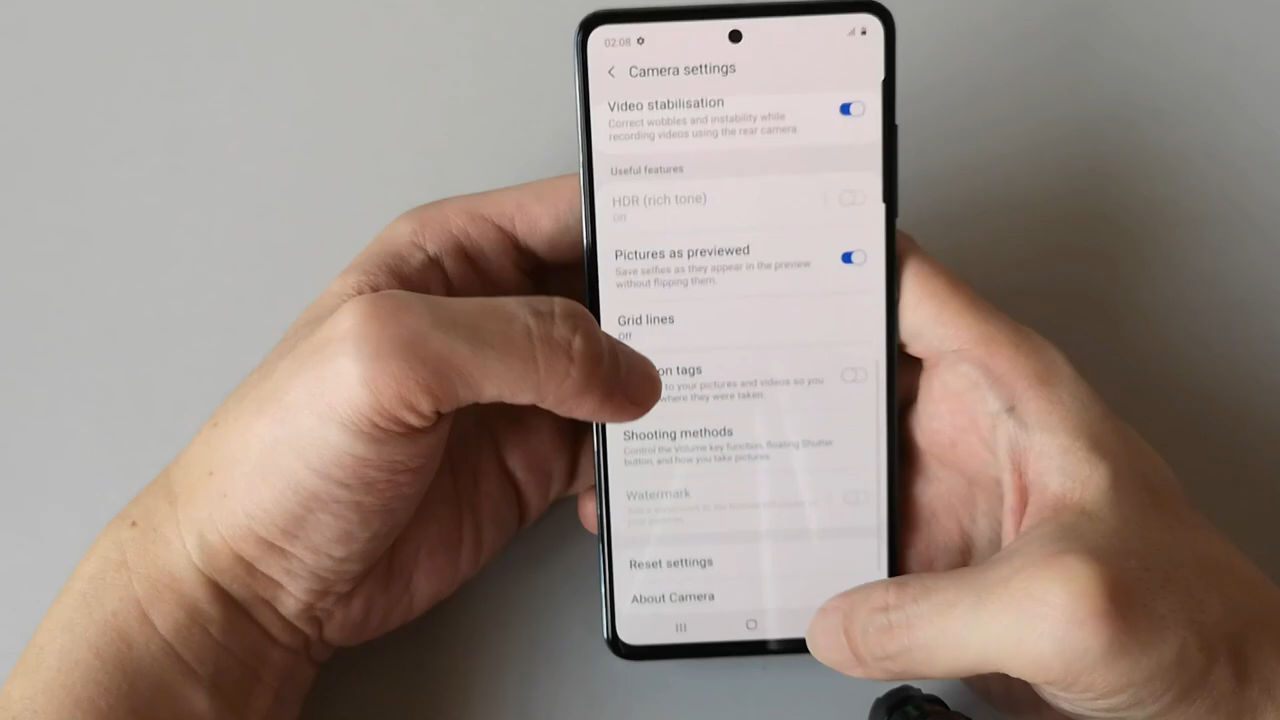 02:08
Camera settings
Video stabilisation
Correct wobbles and instability while
recording videos using the rear camera.
Useful features
HDR (rich tone)
Off
Pictures as previewed
Save selfies as they appear in the preview
without flipping them.
Grid lines
Off
on tags
to your pictures and videos so you
where they were taken.
Shooting methods
Control the Volume key function, floating Shutter
button, and how you take pictures.
Watermark
your pictures.
Reset settings
About Camera